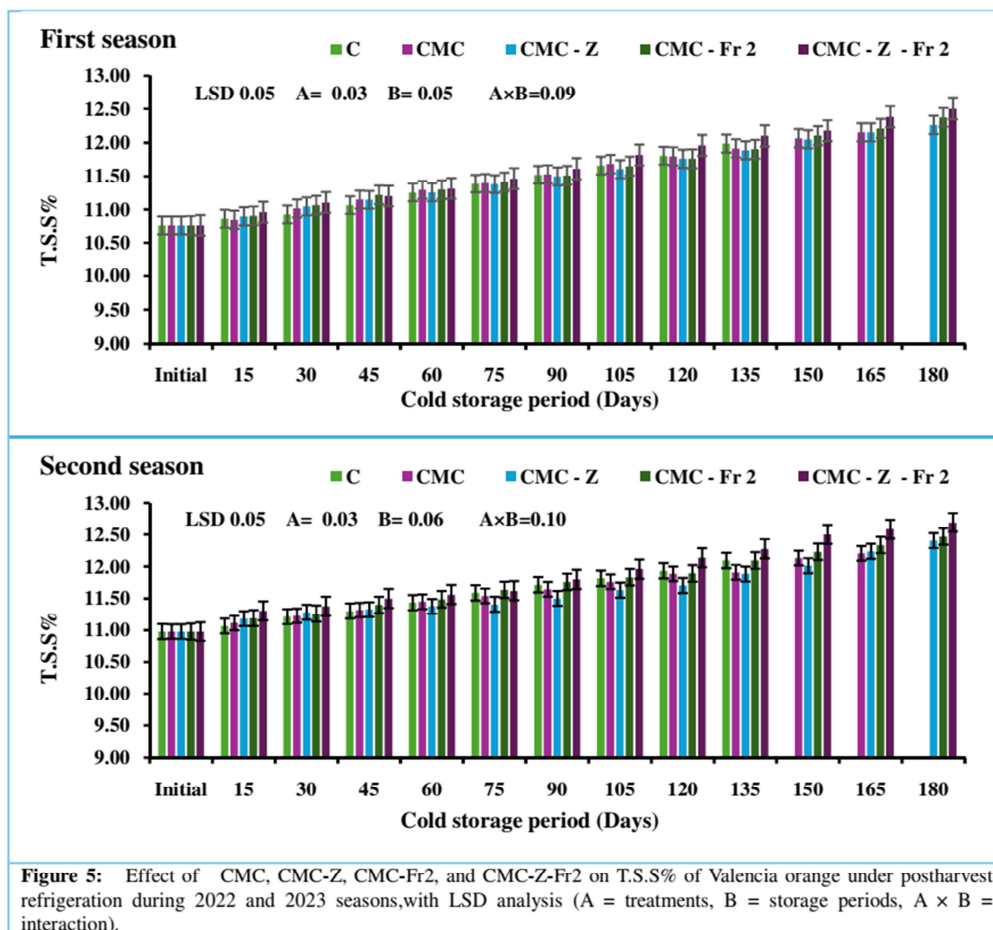 First season
C CMC CMC - Z CMC - Fr 2 CMC - Z - Fr 2
LSD 0.05 A= 0.03 B= 0.05 A×B=0.09
T.S.S%
13.00
12.50
12.00
11.50
11.00
10.50
10.00
9.50
9.00
Initial 15 30 45 60 75 90 105 120 135 150 165 180
Cold storage period (Days)
Second season
C CMC CMC - Z CMC - Fr 2 CMC - Z - Fr 2
LSD 0.05 A= 0.03 B= 0.06 A×B=0.10
T.S.S%
13.00
12.50
12.00
11.50
11.00
10.50
10.00
9.50
9.00
Initial 15 30 45 60 75 90 105 120 135 150 165 180
Cold storage period (Days)
Figure 5: Effect of CMC, CMC-Z, CMC-Fr2, and CMC-Z-Fr2 on T.S.S% of Valencia orange under postharvest
refrigeration during 2022 and 2023 seasons,with LSD analysis (A = treatments, B = storage periods, A × B =
interaction).